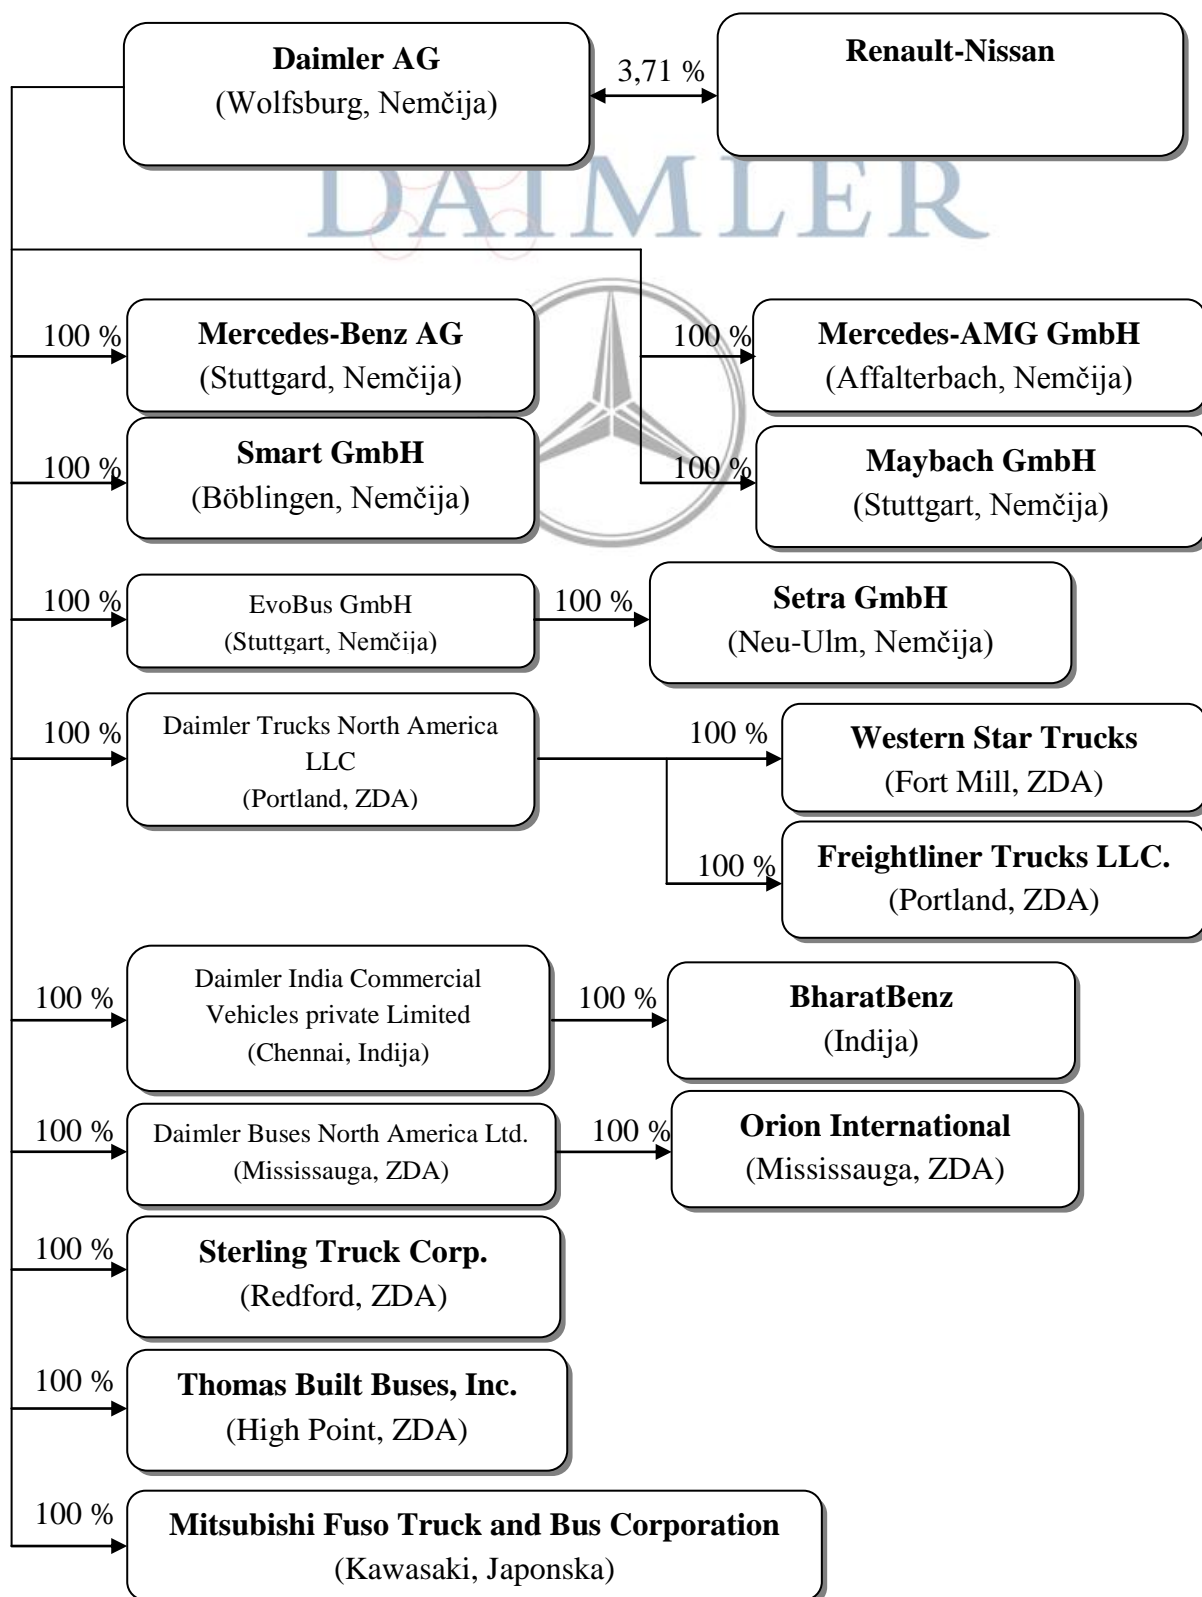 Daimler AG
(Wolfsburg, Nemčija)
3,71 %
Renault-Nissan
DAIMLER
100 %
Mercedes-Benz AG
(Stuttgard, Nemčija)
100 %
Mercedes-AMG GmbH
(Affalterbach, Nemčija)
100 %
Smart GmbH
(Böblingen, Nemčija)
100 %
Maybach GmbH
(Stuttgart, Nemčija)
100 %
EvoBus GmbH
(Stuttgart, Nemčija)
100 %
Setra GmbH
(Neu-Ulm, Nemčija)
100 %
Daimler Trucks North America
LLC
(Portland, ZDA)
100 %
Western Star Trucks
(Fort Mill, ZDA)
100 %
Freightliner Trucks LLC.
(Portland, ZDA)
100 %
Daimler India Commercial
Vehicles private Limited
(Chennai, Indija)
100 %
BharatBenz
(Indija)
100 %
Daimler Buses North America Ltd.
(Mississauga, ZDA)
100 %
Orion International
(Mississauga, ZDA)
100 %
Sterling Truck Corp.
(Redford, ZDA)
100 %
Thomas Built Buses, Inc.
(High Point, ZDA)
100 %
Mitsubishi Fuso Truck and Bus Corporation
(Kawasaki, Japonska)